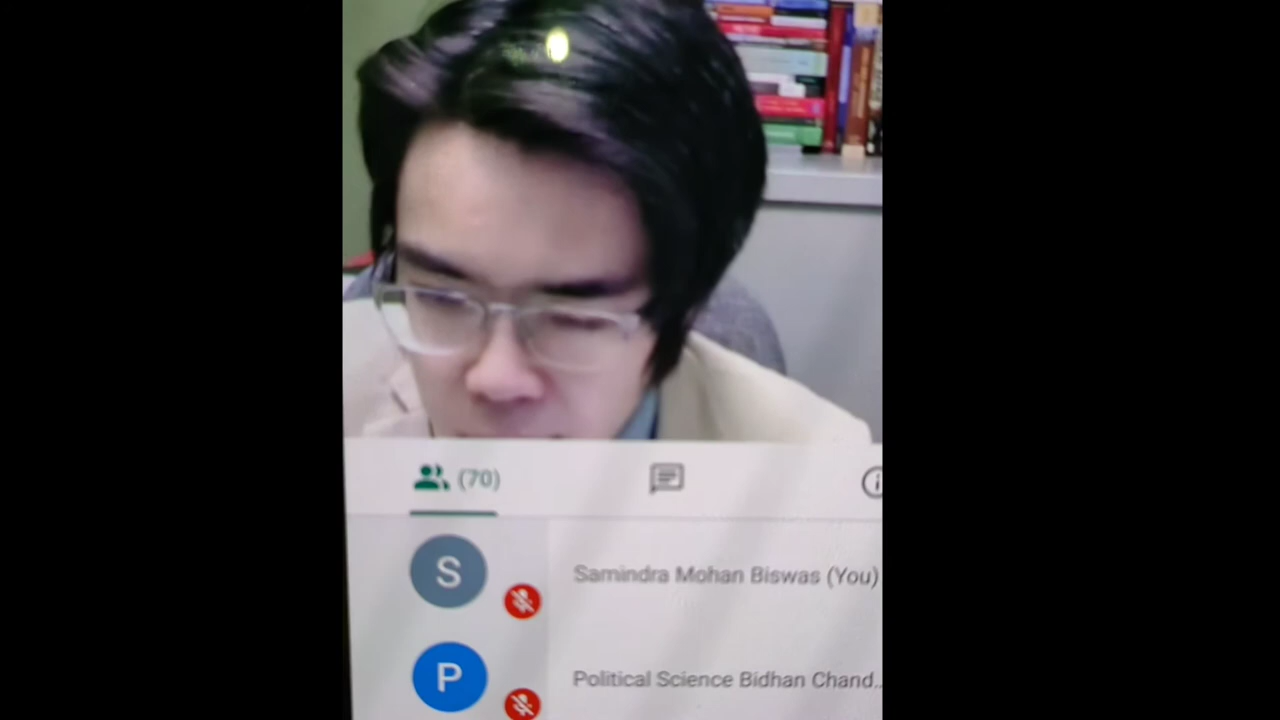 (70)
S
Samindra Mohan Biswas (You)
P
Political Science Bidhan Chand..